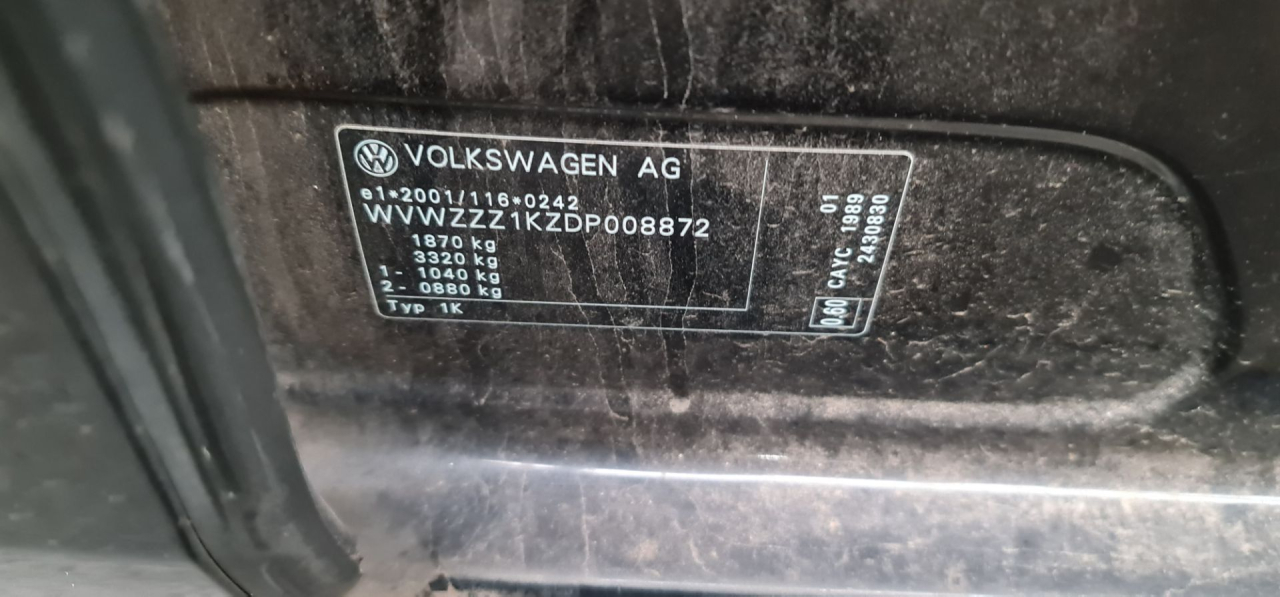 VOLKSWAGEN AG
e1*2001/116*0242
WVWZZZ1KZDP008872
1870 kg
3320 kg
1- 1040 kg
2- 0880 kg
Typ 1K
0.60 CAYC 1989 01
2430830